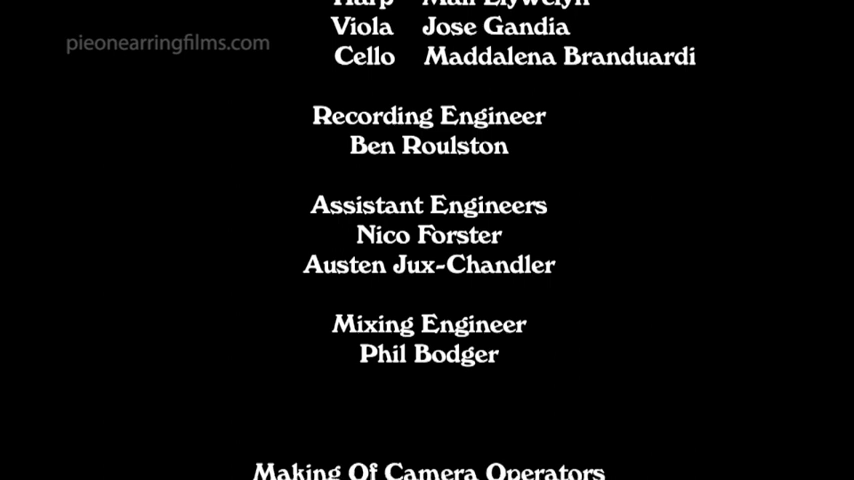 Harp Mair Llywelyn
pieonearringfilms.com
Viola Jose Gandia
Cello Maddalena Branduardi
Recording Engineer
Ben Roulston
Assistant Engineers
Nico Forster
Austen Jux-Chandler
Mixing Engineer
Phil Bodger
Making Of Camera Operators